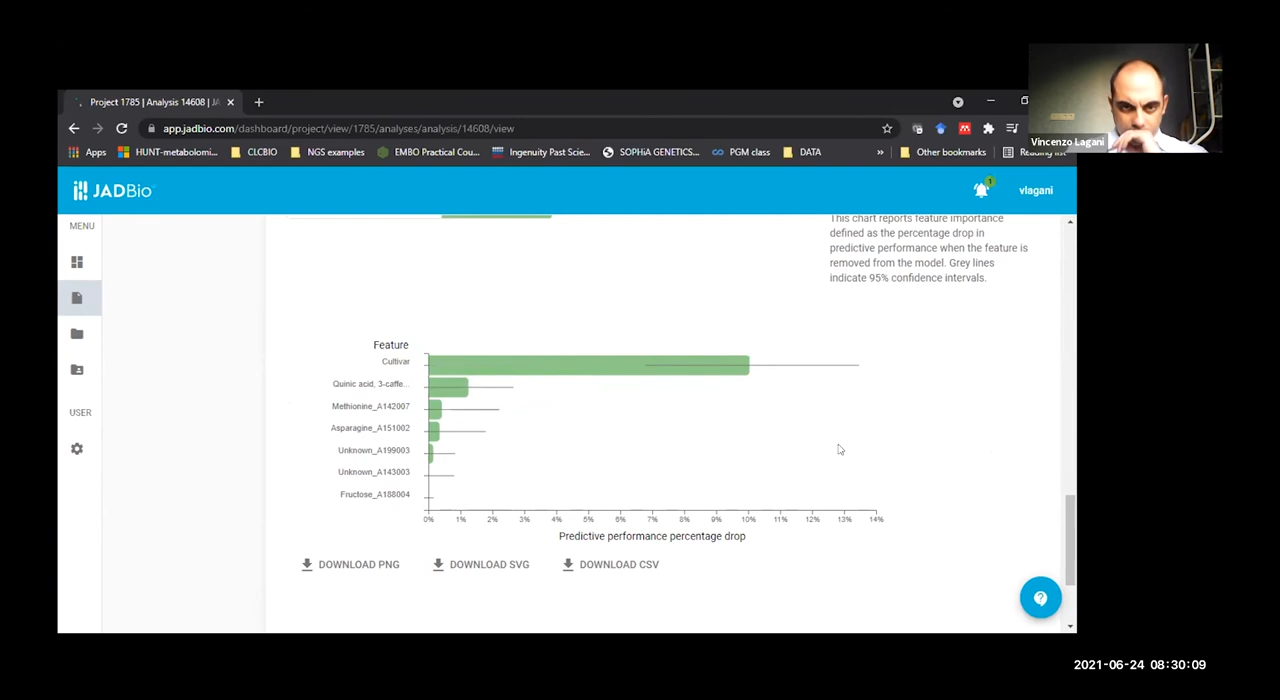 Project 1785 | Analysis 14608 | JA
app.jadbio.com/dashboard/project/view/1785/analyses/analysis/14608/view
Vincenzo Lagani
Apps
HUNT-metabolomi...
CLCBIO
NGS examples
EMBO Practical Cou...
Ingenuity Past Scie...
SOPHiA GENETICS...
PGM class
DATA
»
Other bookmarks
Reading list
JADBIO
1
vlagani
MENU
USER
This chart reports feature importance
defined as the percentage drop in
predictive performance when the feature is
removed from the model. Grey lines
indicate 95% confidence intervals.
Feature
Cultivar
Quinic acid, 3-caffe...
Methionine_A142007
Asparagine_A151002
Unknown_A199003
Unknown_A143003
Fructose_A188004
0% 1% 2% 3% 4% 5% 6% 7% 8% 9% 10% 11% 12% 13% 14%
Predictive performance percentage drop
DOWNLOAD PNG
DOWNLOAD SVG
DOWNLOAD CSV
2021-06-24 08:30:09